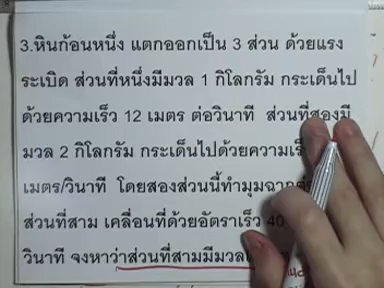 3.หินก้อนหนึ่ง แตกออกเป็น 3 ส่วน ด้วยแรง
ระเบิด ส่วนที่หนึ่งมีมวล 1 กิโลกรัม กระเด็นไป
ด้วยความเร็ว 12 เมตร ต่อวินาที ส่วนที่สองมี
มวล 2 กิโลกรัม กระเด็นไปด้วยความเร็
เมตร/วินาที โดยสองส่วนนี้ทำมุมฉาก
ส่วนที่สาม เคลื่อนที่ด้วยอัตราเร็ว 40
วินาที จงหาว่าส่วนที่สามมีมวล